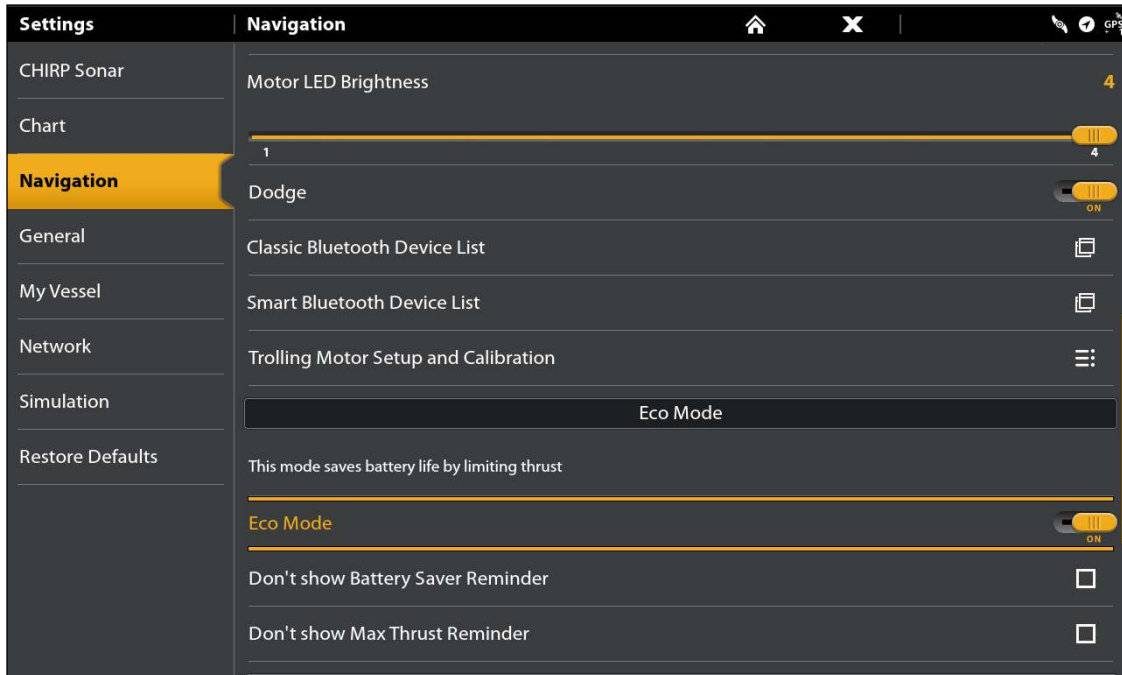 Settings
Navigation
GPS
CHIRP Sonar
Chart
Navigation
General
My Vessel
Network
Simulation
Restore Defaults
Motor LED Brightness
4
1
4
Dodge
ON
Classic Bluetooth Device List
Smart Bluetooth Device List
Trolling Motor Setup and Calibration
Eco Mode
This mode saves battery life by limiting thrust
Eco Mode
ON
Don't show Battery Saver Reminder
Don't show Max Thrust Reminder